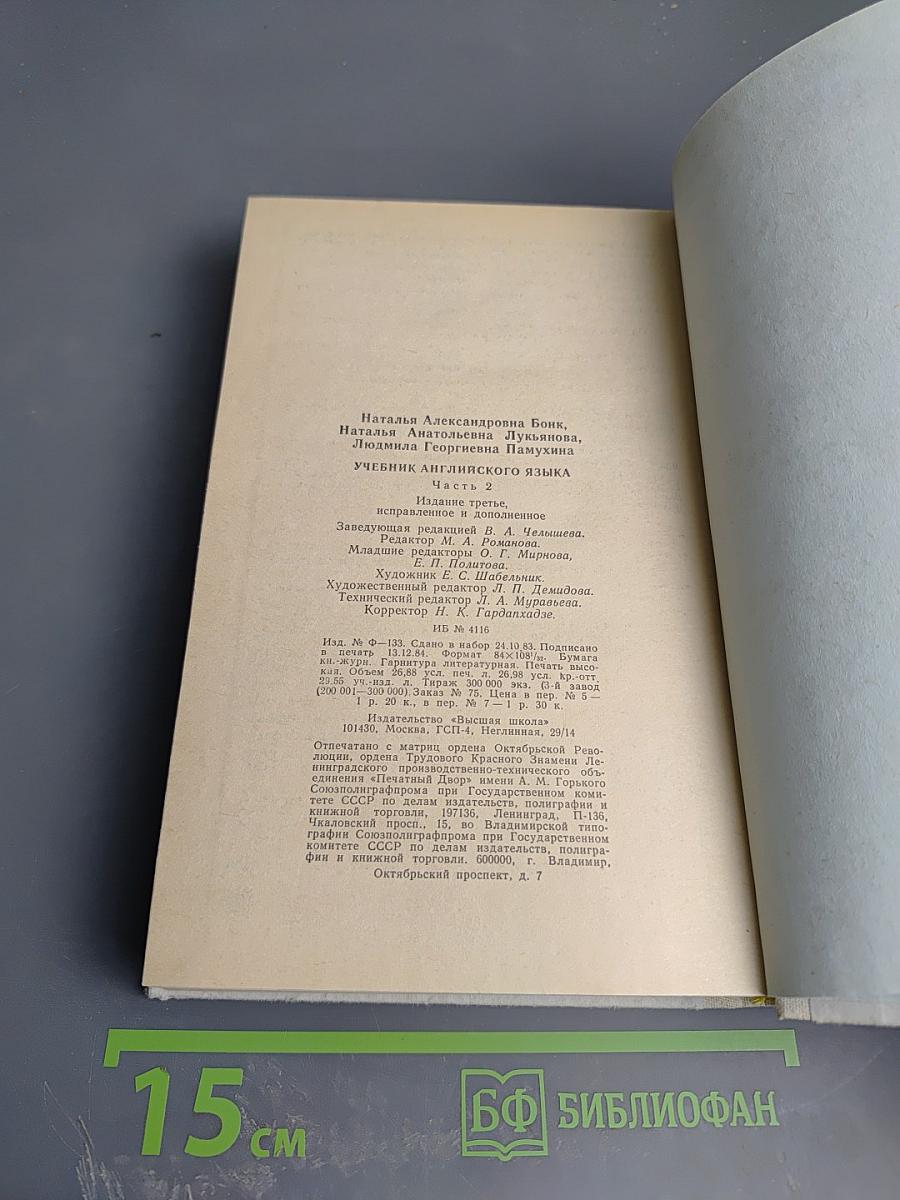 Наталья Александровна Бонк,
Наталья Анатольевна Лукьянова,
Людмила Георгиевна Памухина
УЧЕБНИК АНГЛИЙСКОГО ЯЗЫКА
Часть 2
Издание третье,
исправленное и дополненное
Заведующая редакцией В. А. Челышева.
Редактор М. А. Романова.
Младшие редакторы О. Г. Мирнова,
Е. П. Политова.
Художник Е. С. Шабельник.
Художественный редактор Л. П. Демидова.
Технический редактор Л. А. Муравьева.
Корректор Н. К. Гардапхадзе.
ИБ № 4116
Изд. № Ф—133. Сдано в набор 24.10.83. Подписано
в печать 13.12.84. Формат 84×108¹/₃₂. Бумага
кн.-журн. Гарнитура литературная. Печать высо-
кая. Объем 26,88 усл. печ. л. 26,98 усл. кр.-отт.
29.55 уч.-изд. л. Тираж 300 000 экз. (3-й завод
(200 001—300 000). Заказ № 75. Цена в пер. № 5 —
1 р. 20 к., в пер. № 7 — 1 р. 30 к.
Издательство «Высшая школа»
101430, Москва, ГСП-4, Неглинная, 29/14
Отпечатано с матриц ордена Октябрьской Рево-
люции, ордена Трудового Красного Знамени Ле-
нинградского производственно-технического объ-
единения «Печатный Двор» имени А. М. Горького
Союзполиграфпрома при Государственном коми-
тете СССР по делам издательств, полиграфии и
книжной торговли, 197136, Ленинград, П-136,
Чкаловский просп., 15, во Владимирской типо-
графии Союзполиграфпрома при Государственном
комитете СССР по делам издательств, полигра-
фии и книжной торговли. 600000, г. Владимир,
Октябрьский проспект, д. 7
15 см
БФ БИБЛИОФАН